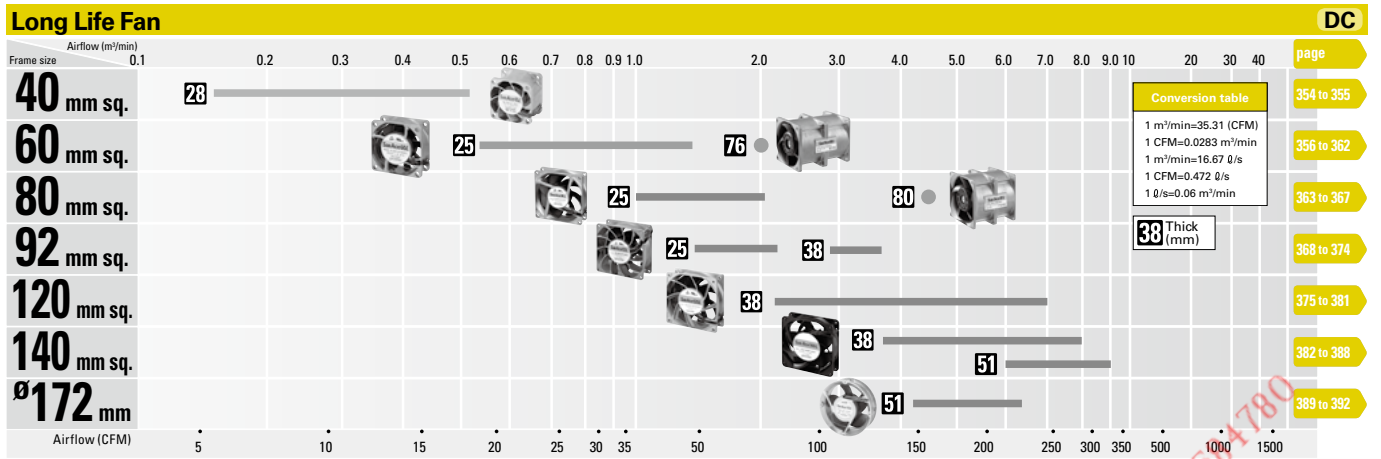 Long Life Fan DC
Airflow (m³/min)
Frame size 0.1 0.2 0.3 0.4 0.5 0.6 0.7 0.8 0.9 1.0 2.0 3.0 4.0 5.0 6.0 7.0 8.0 9.0 10 20 30 40 page
40 mm sq. 28 354 to 355
60 mm sq. 25 76 356 to 362
80 mm sq. 25 80 363 to 367
92 mm sq. 25 38 368 to 374
120 mm sq. 38 375 to 381
140 mm sq. 38 51 382 to 388
ø172 mm 51 389 to 392
Airflow (CFM) 5 10 15 20 25 30 35 50 100 150 200 250 300 350 500 1000 1500
Conversion table
1 m³/min=35.31 (CFM)
1 CFM=0.0283 m³/min
1 m³/min=16.67 ℓ/s
1 CFM=0.472 ℓ/s
1 ℓ/s=0.06 m³/min
38 Thick
(mm)